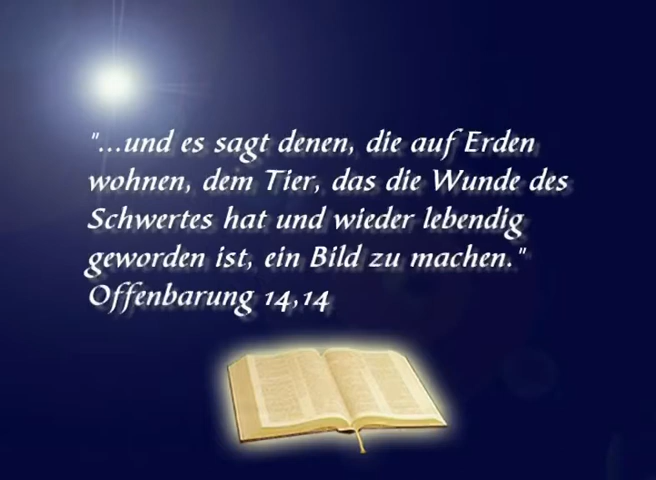 "...und es sagt denen, die auf Erden
wohnen, dem Tier, das die Wunde des
Schwertes hat und wieder lebendig
geworden ist, ein Bild zu machen."
Offenbarung 14,14